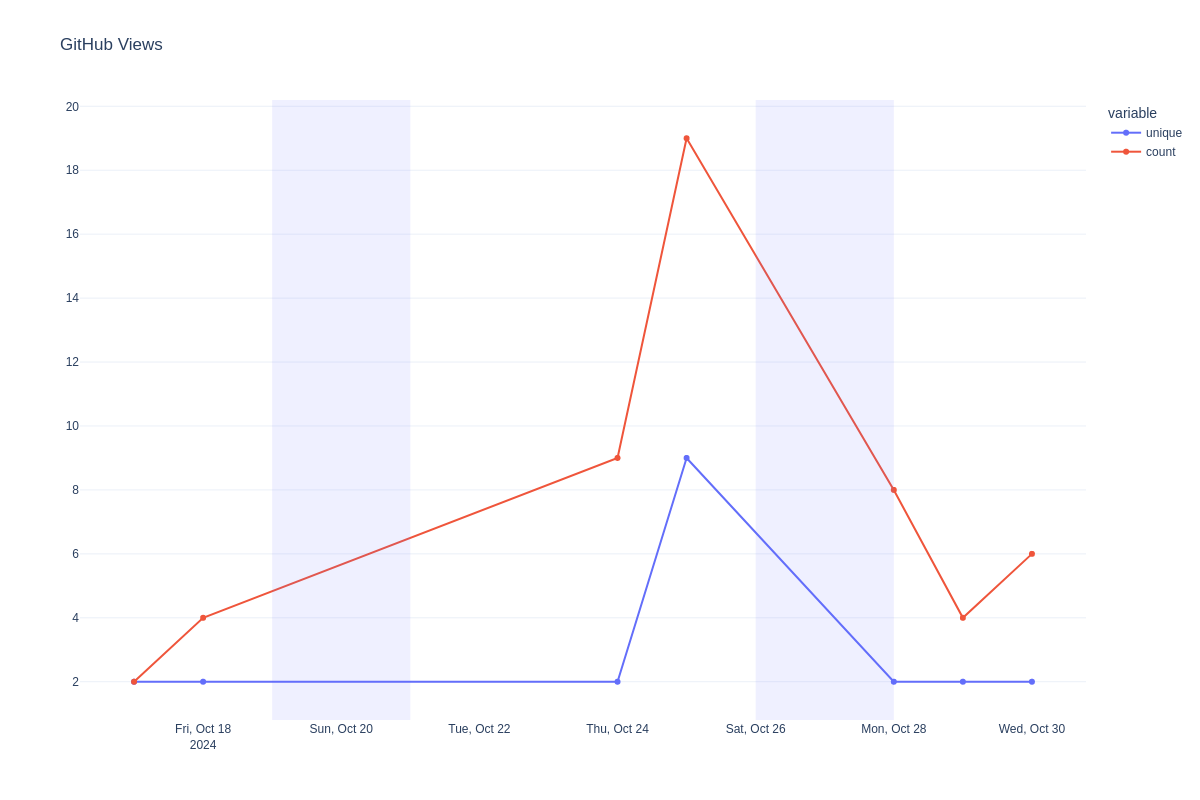 GitHub Views
20
18
16
14
12
10
8
6
4
2
Fri, Oct 18
2024
Sun, Oct 20
Tue, Oct 22
Thu, Oct 24
Sat, Oct 26
Mon, Oct 28
Wed, Oct 30
variable
unique
count